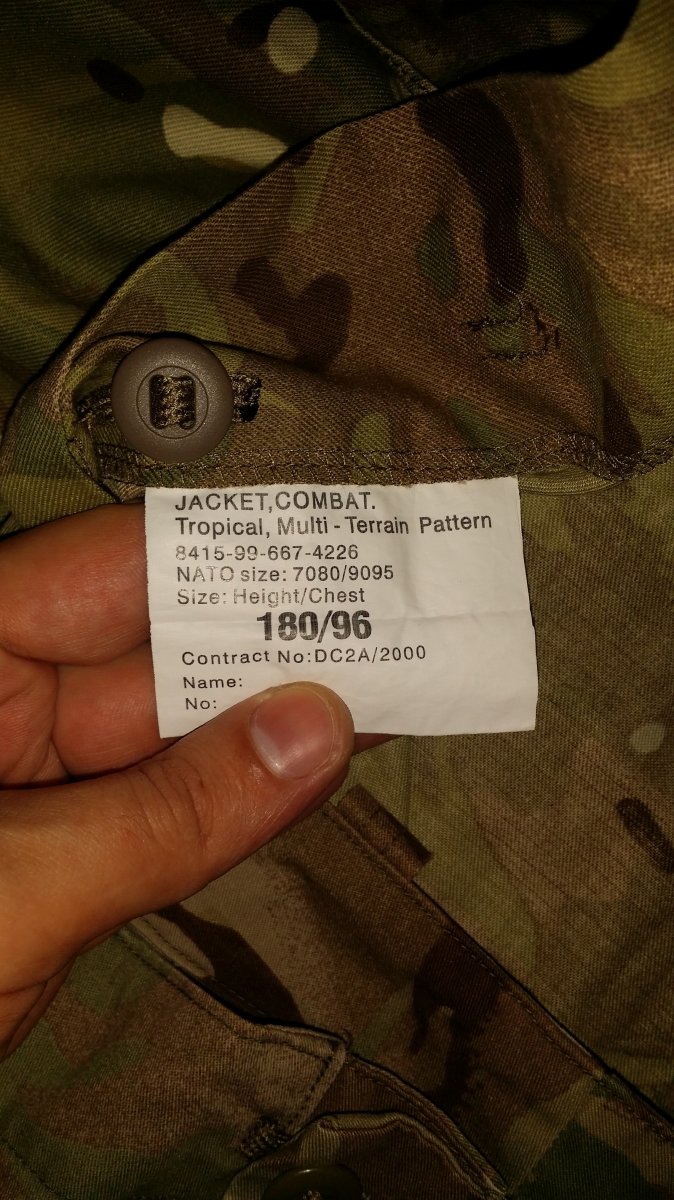 JACKET,COMBAT.
Tropical, Multi - Terrain Pattern
8415-99-667-4226
NATO size: 7080/9095
Size: Height/Chest
180/96
Contract No:DC2A/2000
Name:
No: